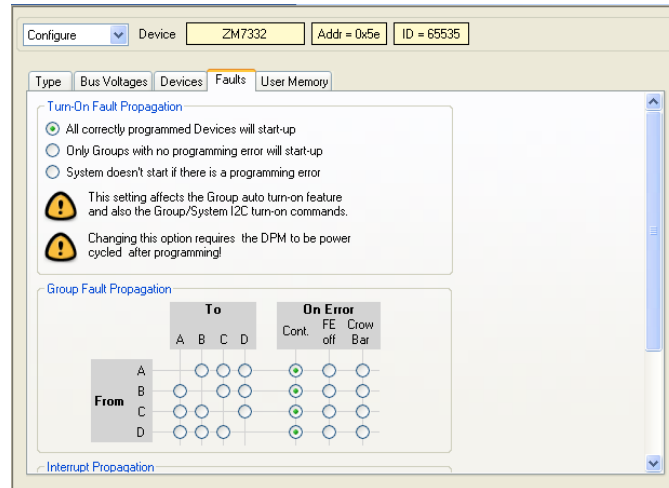 Configure Device ZM7332 Addr = 0x5e ID = 65535
Type Bus Voltages Devices Faults User Memory
Turn-On Fault Propagation
All correctly programmed Devices will start-up
Only Groups with no programming error will start-up
System doesn't start if there is a programming error
This setting affects the Group auto turn-on feature
and also the Group/System I2C turn-on commands.
Changing this option requires the DPM to be power
cycled after programming!
Group Fault Propagation
To On Error
A B C D Cont. FE off Crow Bar
From
A
B
C
D
Interrupt Propagation